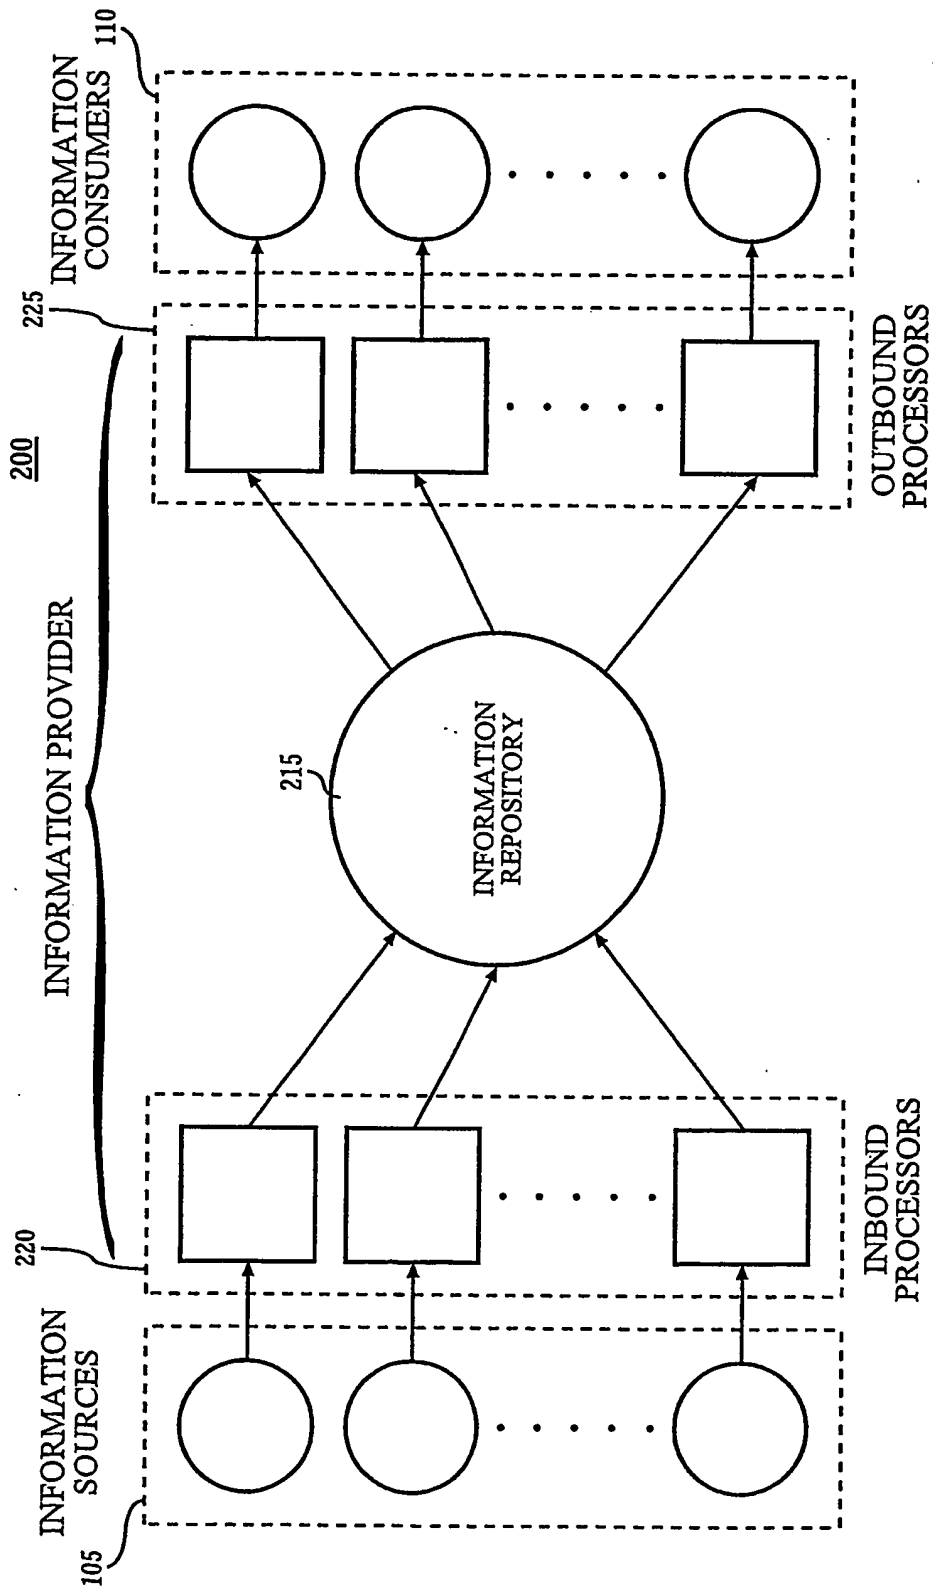 200
INFORMATION PROVIDER
105
INFORMATION
SOURCES
220
225
INFORMATION
CONSUMERS
110
215
INFORMATION
REPOSITORY
INBOUND
PROCESSORS
OUTBOUND
PROCESSORS